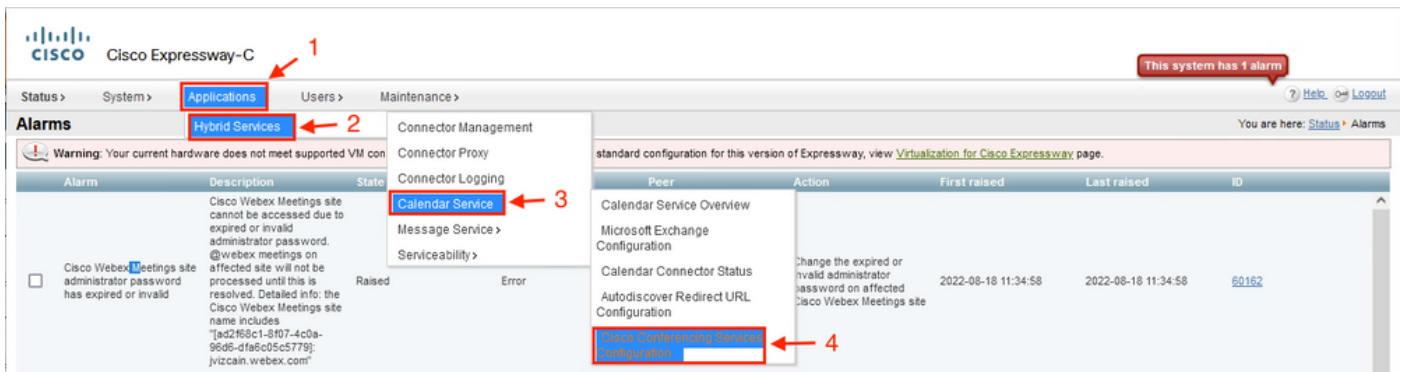 CISCO Cisco Expressway-C
1
This system has 1 alarm
Status > System > Applications Users > Maintenance > Help Logout
Alarms
Hybrid Services
2
You are here: Status Alarms
Connector Management
Connector Proxy
Connector Logging
Calendar Service
3
Message Service >
Serviceability >
Warning: Your current hardware does not meet supported VM con
standard configuration for this version of Expressway, view Virtualization for Cisco Expressway page.
Alarm Description State Peer Action First raised Last raised ID
Calendar Service Overview
Microsoft Exchange
Configuration
Calendar Connector Status
Autodiscover Redirect URL
Configuration
Cisco Conferencing Services
Configuration
4
Cisco Webex Meetings site
administrator password
has expired or invalid
Cisco Webex Meetings site
cannot be accessed due to
expired or invalid
administrator password.
@webex meetings on
affected site will not be
processed until this is
resolved. Detailed info: the
Cisco Webex Meetings site
name includes
"[ad2f68c1-8f07-4c0a-
96d6-dfa6c05c5779]:
jvizcain.webex.com"
Raised
Error
Change the expired or
invalid administrator
password on affected
Cisco Webex Meetings site
2022-08-18 11:34:58
2022-08-18 11:34:58
60162